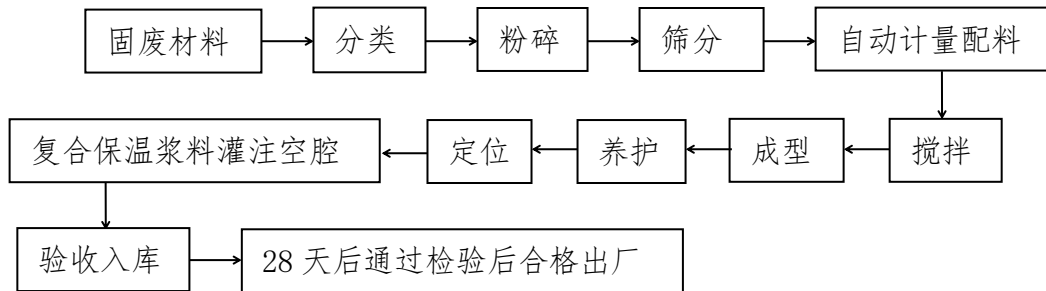 固废材料
分类
粉碎
筛分
自动计量配料
搅拌
成型
养护
定位
复合保温浆料灌注空腔
验收入库
28 天后通过检验后合格出厂